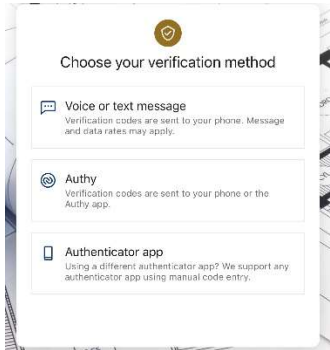 Choose your verification method
Voice or text message
Verification codes are sent to your phone. Message
and data rates may apply.
Authy
Verification codes are sent to your phone or the
Authy app.
Authenticator app
Using a different authenticator app? We support any
authenticator app using manual code entry.